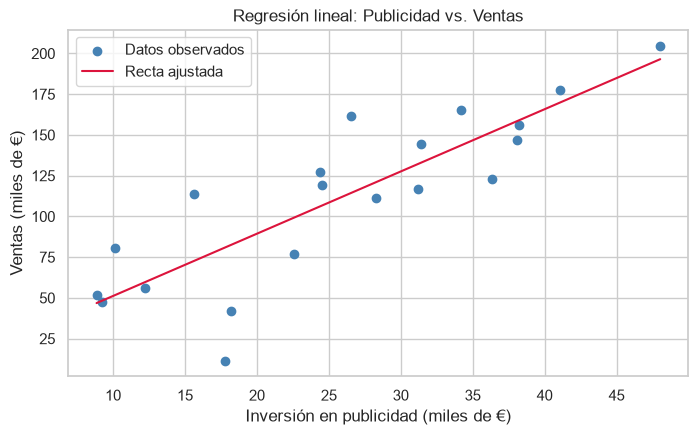 Regresión lineal: Publicidad vs. Ventas
Datos observados
Recta ajustada
Ventas (miles de €)
200
175
150
125
100
75
50
25
10 15 20 25 30 35 40 45
Inversión en publicidad (miles de €)